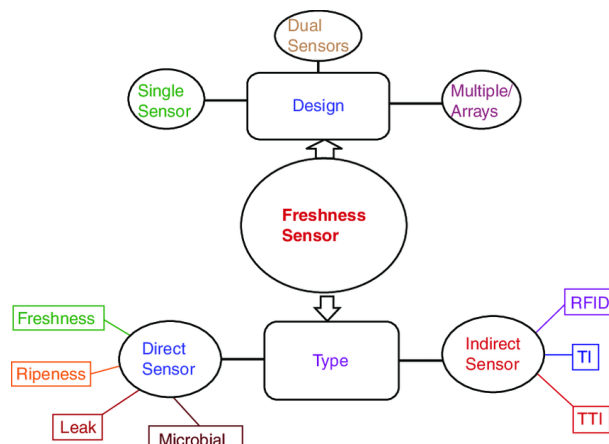 Dual
Sensors
Single
Sensor
Design
Multiple/
Arrays
Freshness
Sensor
Freshness
Ripeness
Leak
Microbial
Direct
Sensor
Type
Indirect
Sensor
RFID
TI
TTI